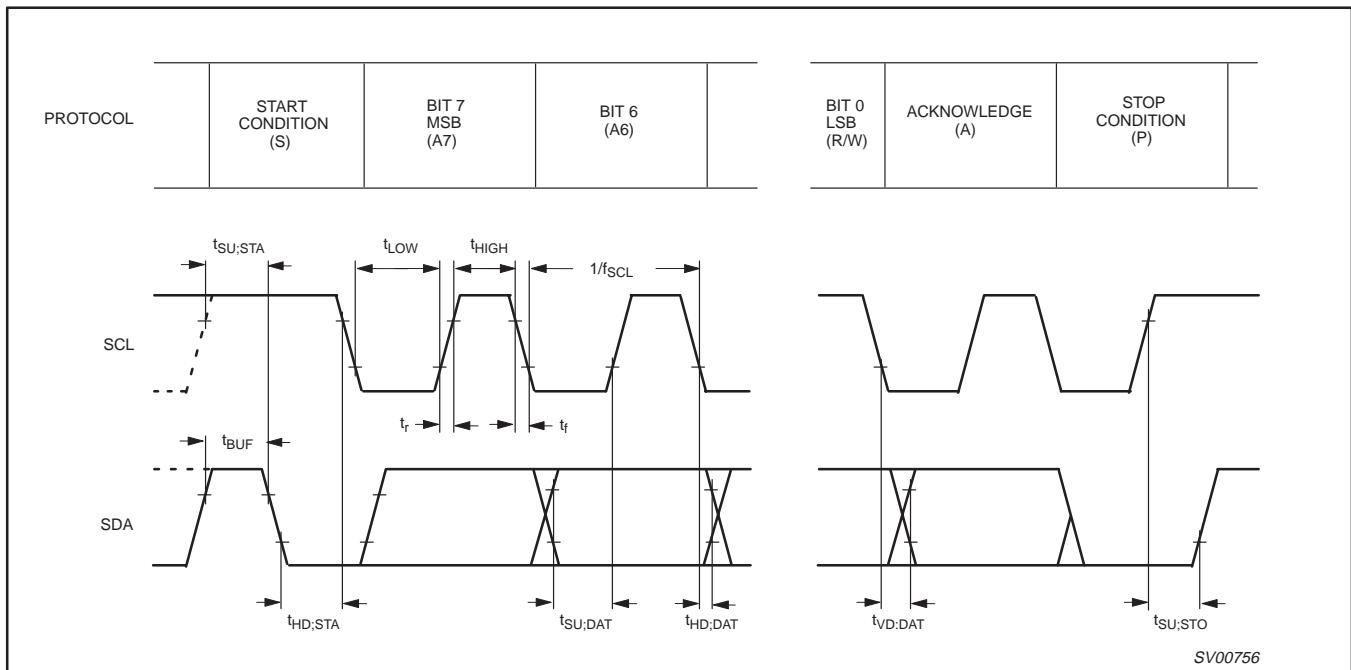 PROTOCOL
START
CONDITION
(S)
BIT 7
MSB
(A7)
BIT 6
(A6)
BIT 0
LSB
(R/W)
ACKNOWLEDGE
(A)
STOP
CONDITION
(P)
tSU;STA
tLOW
tHIGH
1/fSCL
SCL
tr
tf
tBUF
SDA
tHD;STA
tSU;DAT
tHD;DAT
tVD:DAT
tSU;STO
SV00756